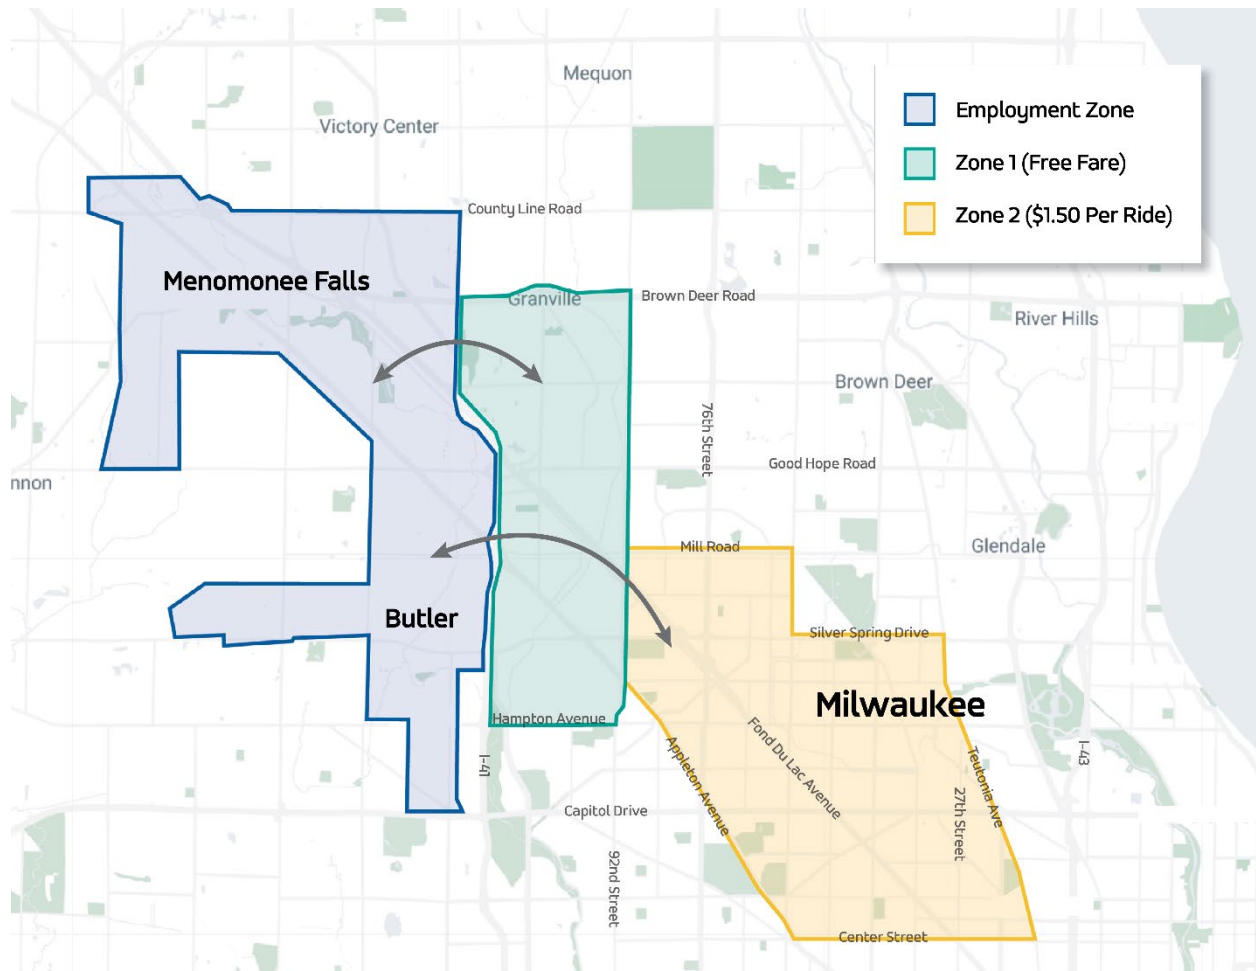 Mequon
Victory Center
Employment Zone
Zone 1 (Free Fare)
Zone 2 ($1.50 Per Ride)
County Line Road
Menomonee Falls
Granville
Brown Deer Road
River Hills
Brown Deer
76th Street
Good Hope Road
nnon
Mill Road
Glendale
Butler
Silver Spring Drive
Milwaukee
Hampton Avenue
Fond Du Lac Avenue
Appleton Avenue
Teutonia Ave
I-43
I-41
27th Street
Capitol Drive
92nd Street
Center Street